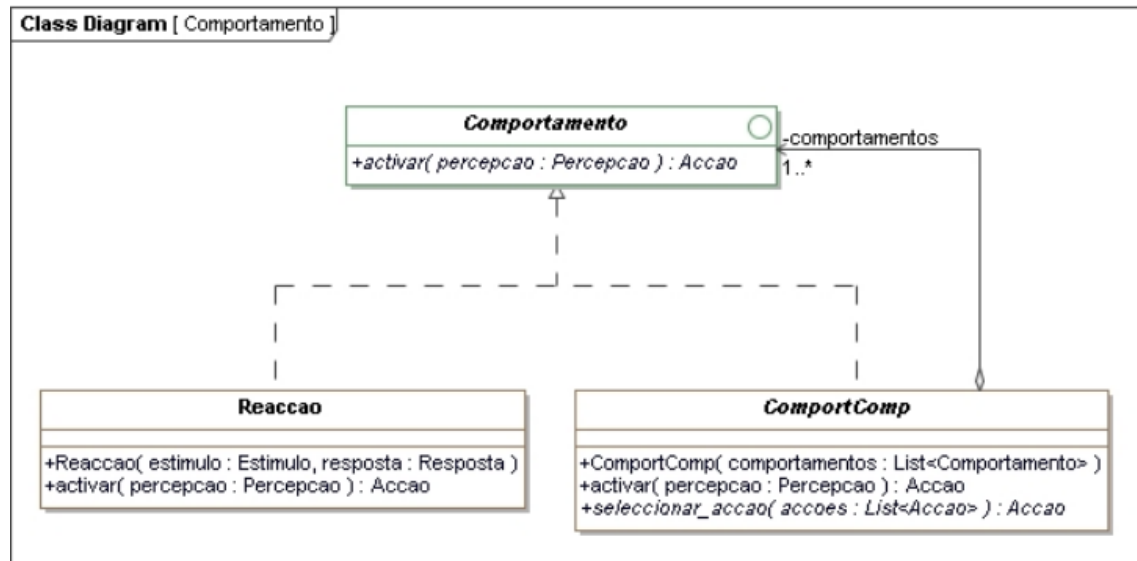 Class Diagram [ Comportamento ]
Comportamento
+activar( percepcao : Percepcao ) : Accao
-comportamentos
1..*
Reaccao
+Reaccao( estimulo : Estimulo, resposta : Resposta )
+activar( percepcao : Percepcao ) : Accao
ComportComp
+ComportComp( comportamentos : List<Comportamento> )
+activar( percepcao : Percepcao ) : Accao
+seleccionar_accao( accoes : List<Accao> ) : Accao